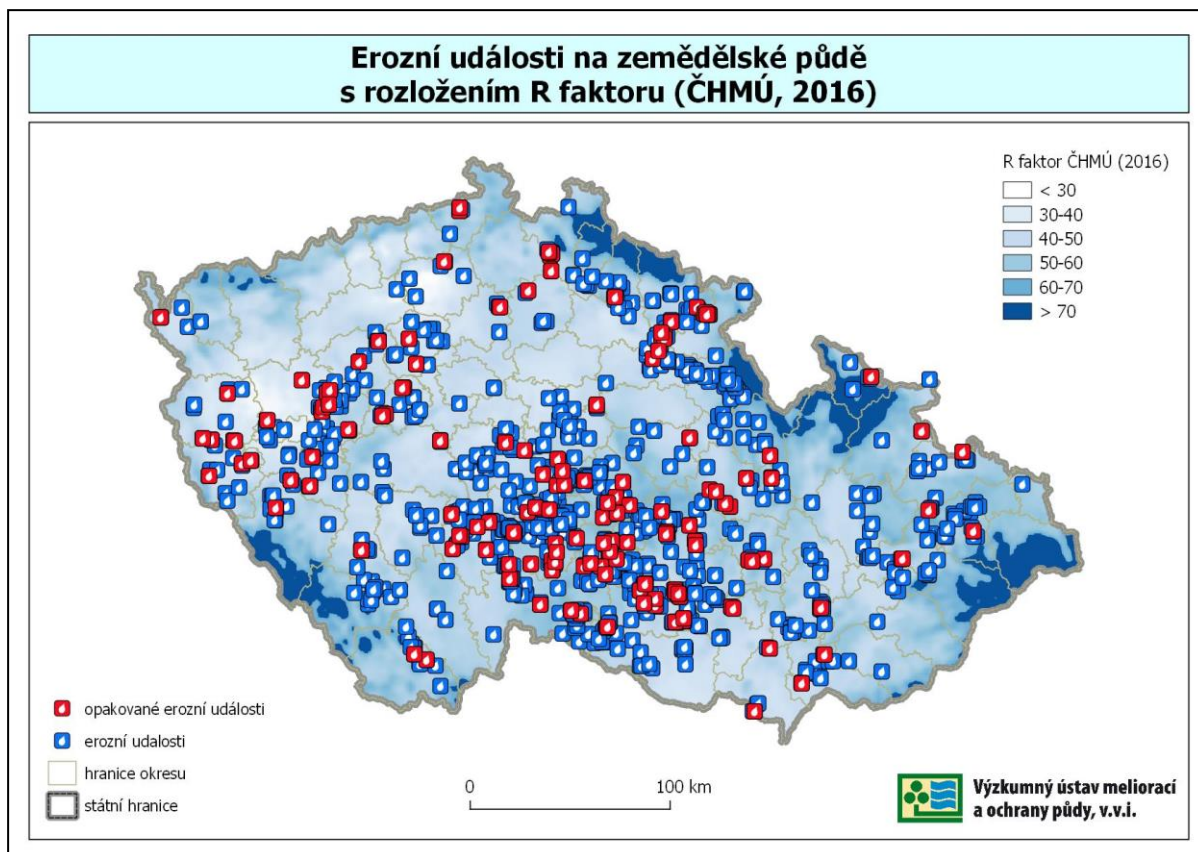 Erozní události na zemědělské půdě
s rozložením R faktoru (ČHMÚ, 2016)
R faktor ČHMÚ (2016)
< 30
30-40
40-50
50-60
60-70
> 70
opakované erozní události
erozní udalosti
hranice okresu
státní hranice
0 100 km
Výzkumný ústav meliorací
a ochrany půdy, v.v.i.